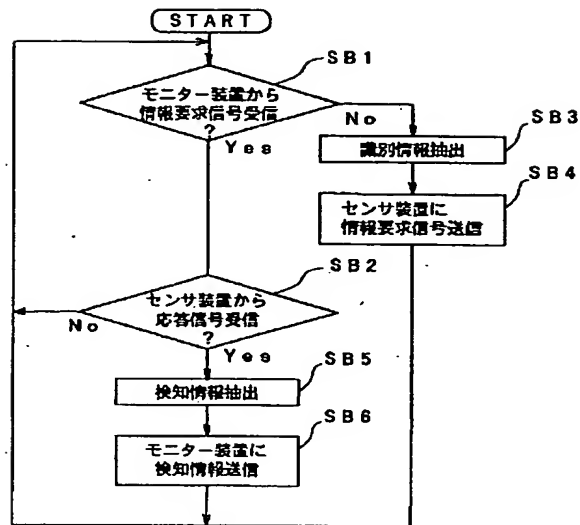 START
SB1
モニター装置から
情報要求信号受信
?
No
Yes
SB3
識別情報抽出
SB4
センサ装置に
情報要求信号送信
SB2
センサ装置から
応答信号受信
?
No
Yes
SB5
検知情報抽出
SB6
モニター装置に
検知情報送信